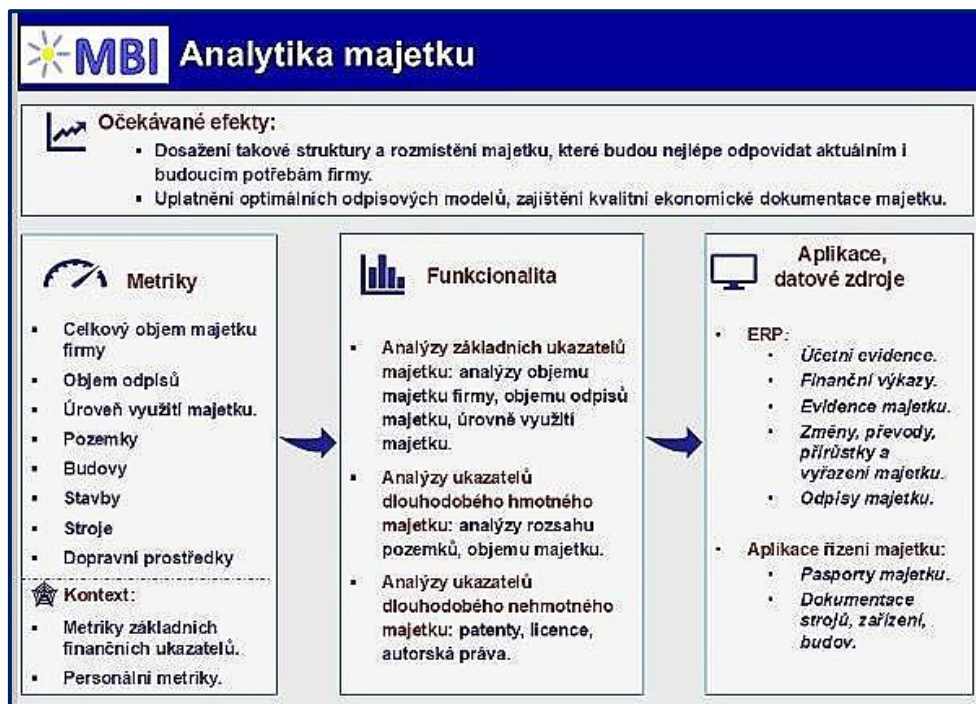 MBI Analytika majetku
Očekávané efekty:
▪ Dosažení takové struktury a rozmístění majetku, které budou nejlépe odpovídat aktuálním i
budoucím potřebám firmy.
▪ Uplatnění optimálních odpisových modelů, zajištění kvalitní ekonomické dokumentace majetku.
Metriky
▪ Celkový objem majetku
firmy
▪ Objem odpisů
▪ Úroveň využití majetku.
▪ Pozemky
▪ Budovy
▪ Stavby
▪ Stroje
▪ Dopravní prostředky
Kontext:
▪ Metriky základních
finančních ukazatelů.
▪ Personální metriky.
Funkcionalita
▪ Analýzy základních ukazatelů
majetku: analýzy objemu
majetku firmy, objemu odpisů
majetku, úrovně využití
majetku.
▪ Analýzy ukazatelů
dlouhodobého hmotného
majetku: analýzy rozsahu
pozemků, objemu majetku.
▪ Analýzy ukazatelů
dlouhodobého nehmotného
majetku: patenty, licence,
autorská práva.
Aplikace,
datové zdroje
• ERP:
• Účetní evidence.
• Finanční výkazy.
• Evidence majetku.
• Změny, převody,
přírůstky a
vyřazení majetku.
• Odpisy majetku.
• Aplikace řízení majetku:
• Pasporty majetku.
• Dokumentace
strojů, zařízení,
budov.